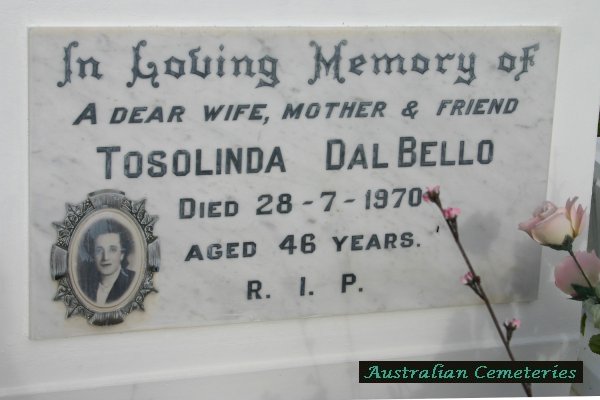 In Loving Memory of
A DEAR WIFE, MOTHER & FRIEND
TOSOLINDA DAL BELLO
DIED 28-7-1970
AGED 46 YEARS.
R. I. P.
Australian Cemeteries